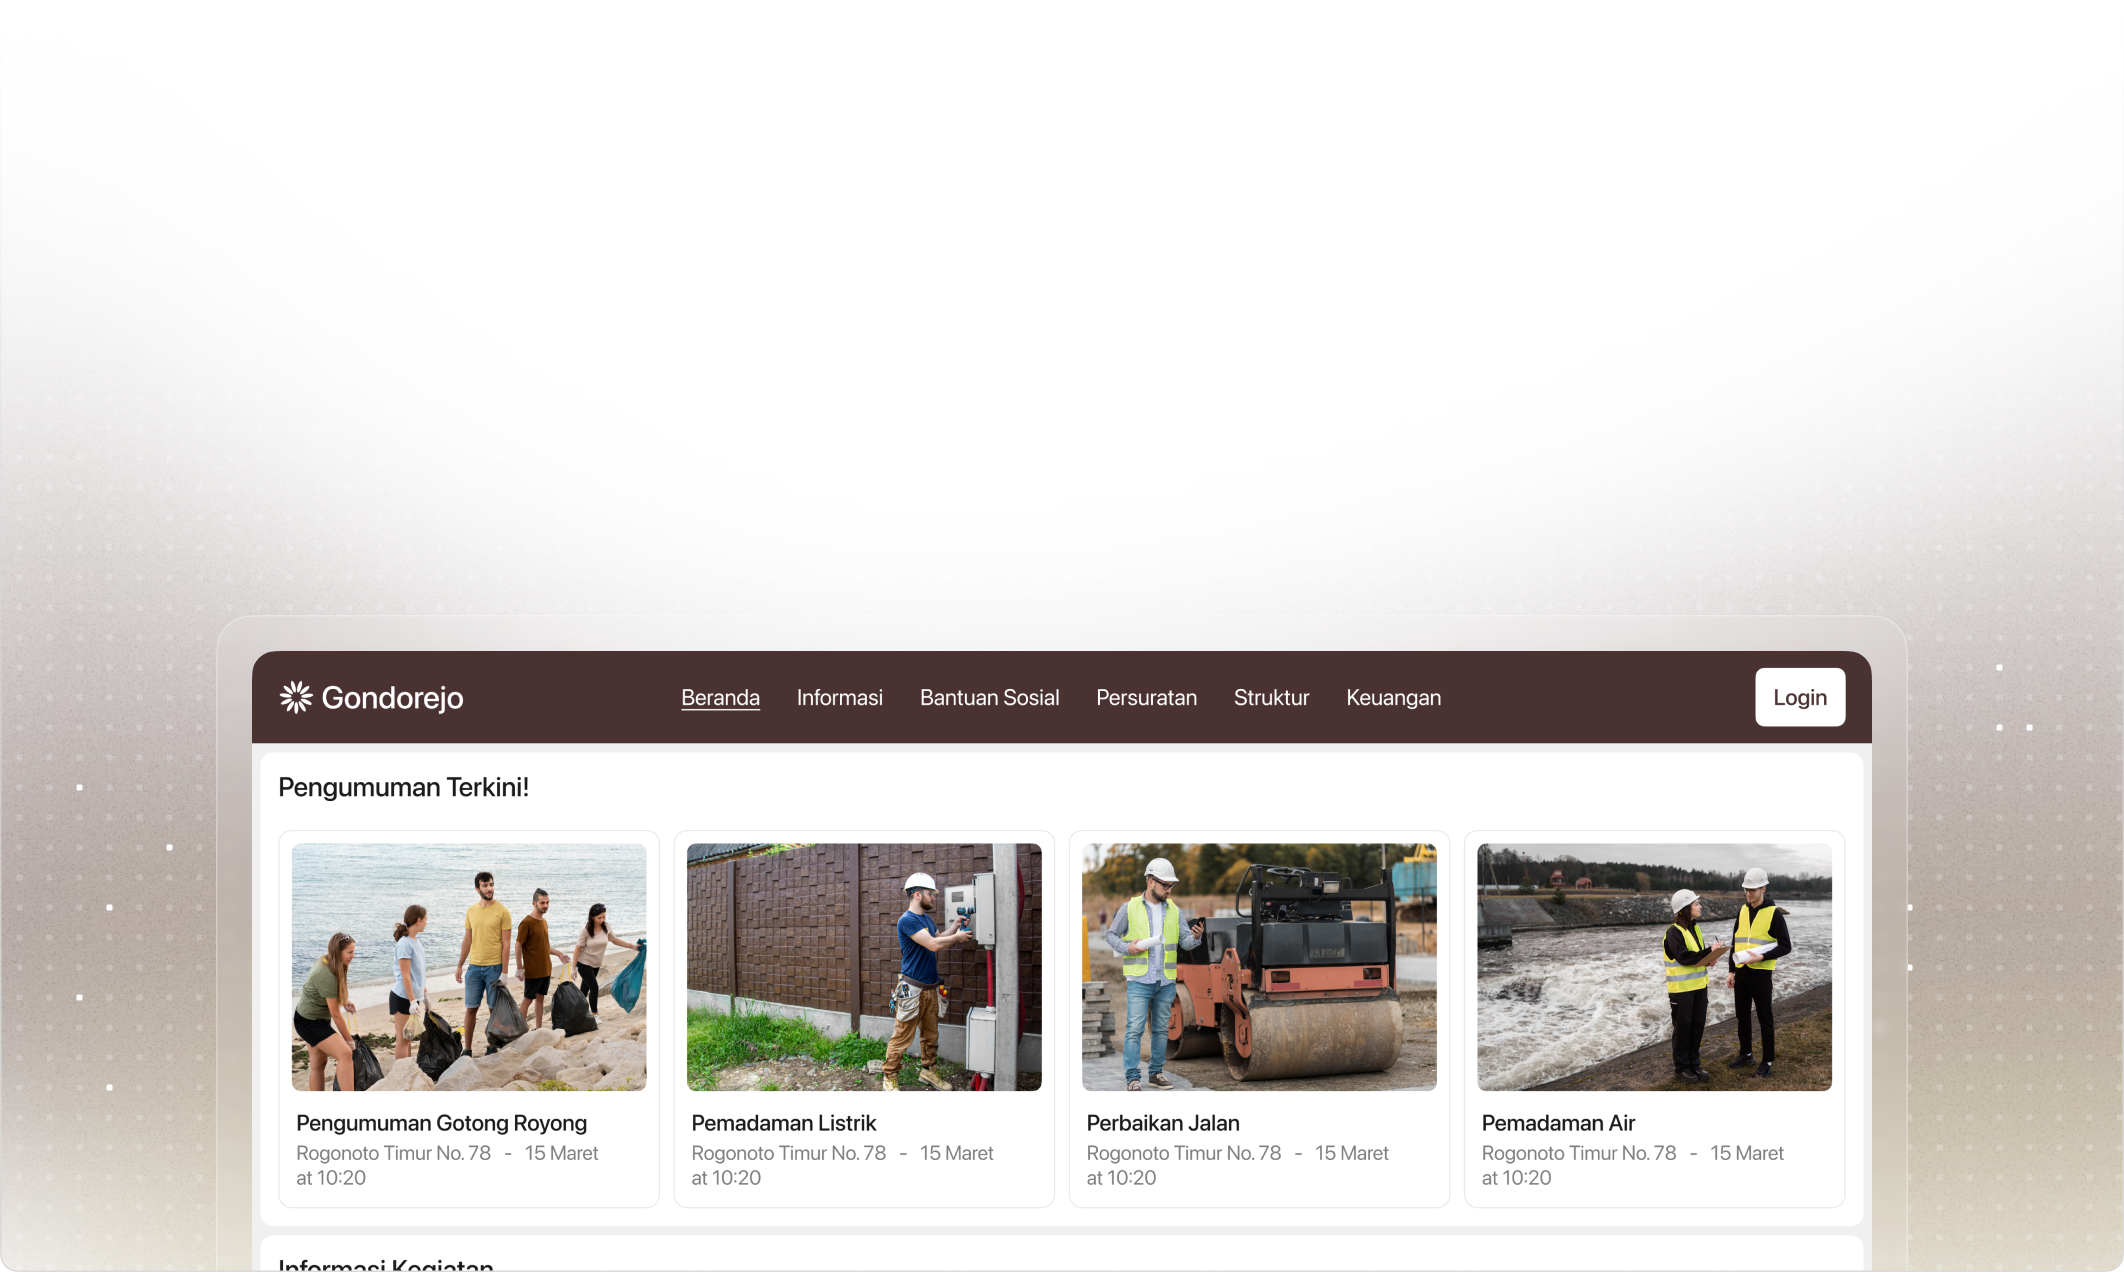 Gondorejo
Beranda Informasi Bantuan Sosial Persuratan Struktur Keuangan
Login
Pengumuman Terkini!
Pengumuman Gotong Royong
Rogonoto Timur No. 78 - 15 Maret
at 10:20
Pemadaman Listrik
Rogonoto Timur No. 78 - 15 Maret
at 10:20
Perbaikan Jalan
Rogonoto Timur No. 78 - 15 Maret
at 10:20
Pemadaman Air
Rogonoto Timur No. 78 - 15 Maret
at 10:20
Informasi Kegiatan